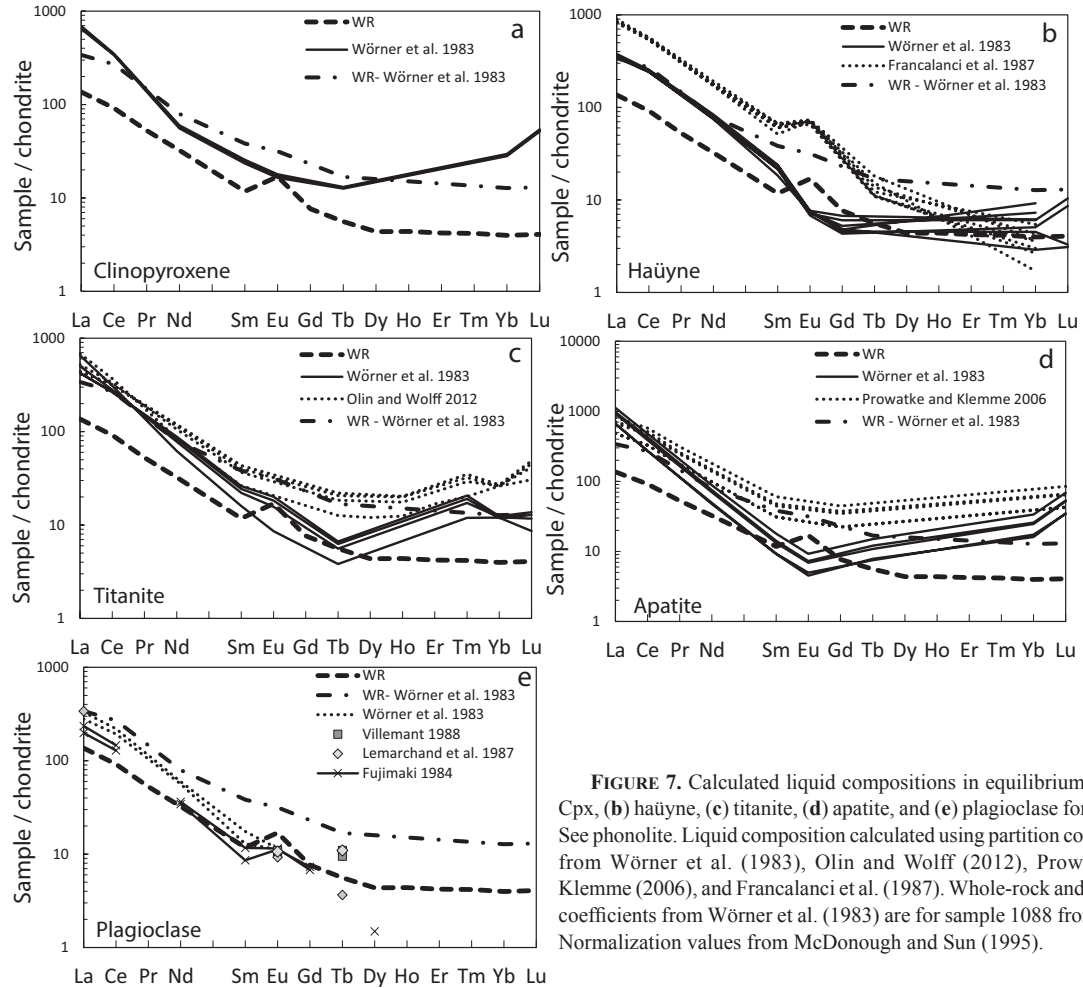 1000
100
10
1
Sample / chondrite
WR
Wörner et al. 1983
WR- Wörner et al. 1983
a
Clinopyroxene
La Ce Pr Nd Sm Eu Gd Tb Dy Ho Er Tm Yb Lu
1000
100
10
1
Sample / chondrite
WR
Wörner et al. 1983
Francalanci et al. 1987
WR - Wörner et al. 1983
b
Haüyne
La Ce Pr Nd Sm Eu Gd Tb Dy Ho Er Tm Yb Lu
1000
100
10
1
Sample / chondrite
WR
Wörner et al. 1983
Olin and Wolff 2012
WR - Wörner et al. 1983
c
Titanite
La Ce Pr Nd Sm Eu Gd Tb Dy Ho Er Tm Yb Lu
10000
1000
100
10
1
Sample / chondrite
WR
Wörner et al. 1983
Prowatke and Klemme 2006
WR - Wörner et al. 1983
d
Apatite
La Ce Pr Nd Sm Eu Gd Tb Dy Ho Er Tm Yb Lu
1000
100
10
1
Sample / chondrite
WR
WR- Wörner et al. 1983
Wörner et al. 1983
Villemant 1988
Lemarchand et al. 1987
Fujimaki 1984
e
Plagioclase
La Ce Pr Nd Sm Eu Gd Tb Dy Ho Er Tm Yb Lu
FIGURE 7. Calculated liquid compositions in equilibrium
Cpx, (b) haüyne, (c) titanite, (d) apatite, and (e) plagioclase for
See phonolite. Liquid composition calculated using partition co
from Wörner et al. (1983), Olin and Wolff (2012), Prow
Klemme (2006), and Francalanci et al. (1987). Whole-rock and
coefficients from Wörner et al. (1983) are for sample 1088 fro
Normalization values from McDonough and Sun (1995).